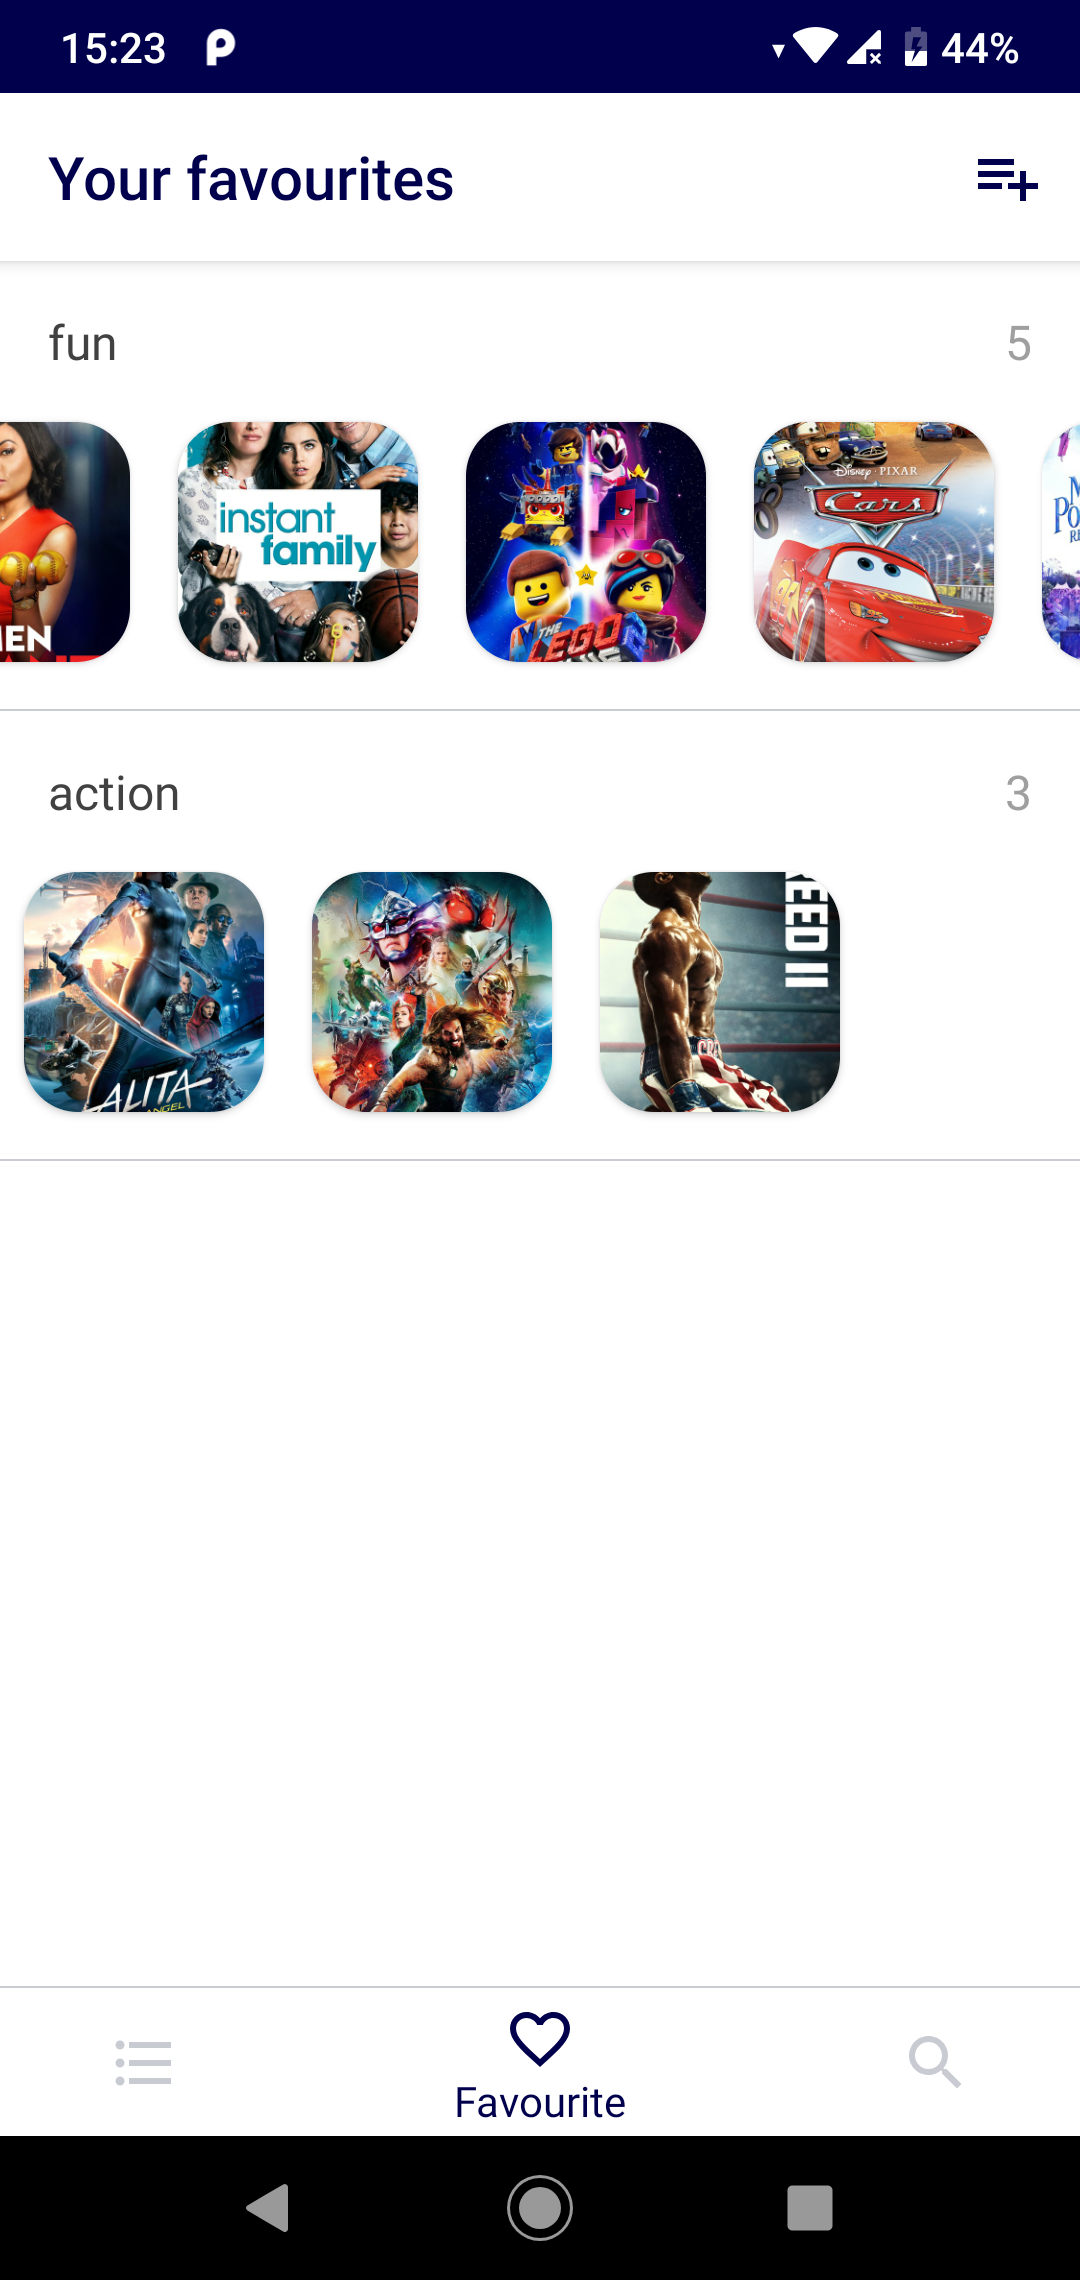 15:23
44%
Your favourites
fun
5
EN
instant
family
THE
LEGO
Disney · PIXAR
Cars
action
3
ALITA
ANGEL
EED II
Favourite